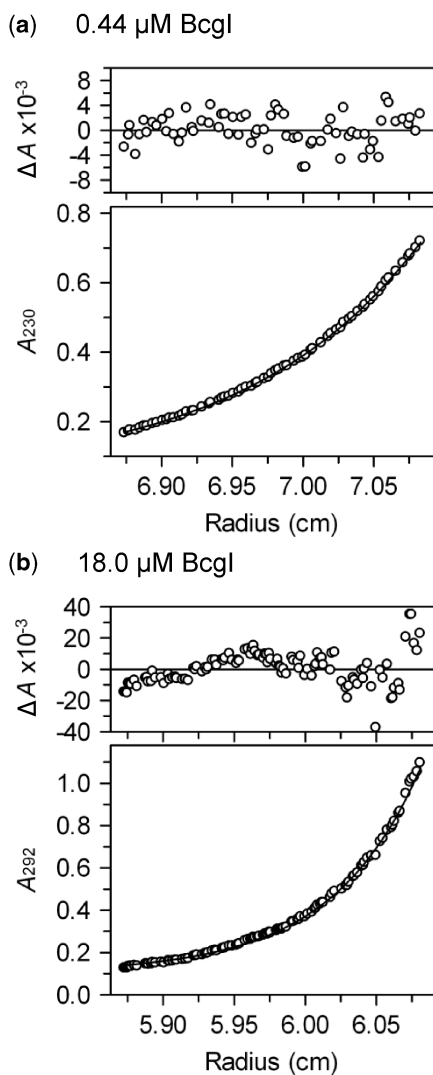 (a) 0.44 µM BcgI
ΔA x10-3
8
4
0
-4
-8
A230
0.8
0.6
0.4
0.2
6.90 6.95 7.00 7.05
Radius (cm)
(b) 18.0 µM BcgI
ΔA x10-3
40
20
0
-20
-40
A292
1.0
0.8
0.6
0.4
0.2
0.0
5.90 5.95 6.00 6.05
Radius (cm)